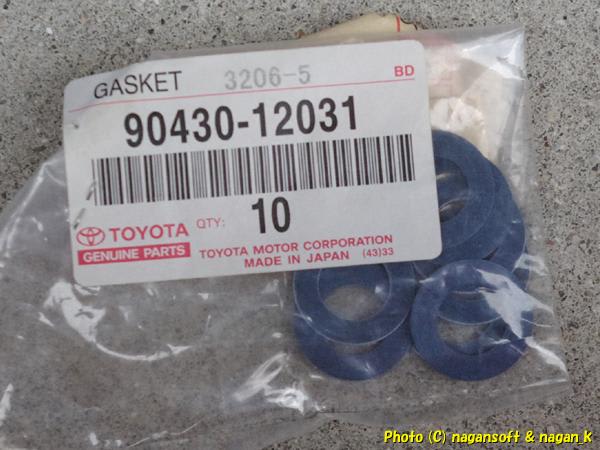 GASKET 3206-5 BD
90430-12031
TOYOTA QTY: 10
GENUINE PARTS TOYOTA MOTOR CORPORATION
MADE IN JAPAN (43)33
Photo (C) nagansoft & nagan_k